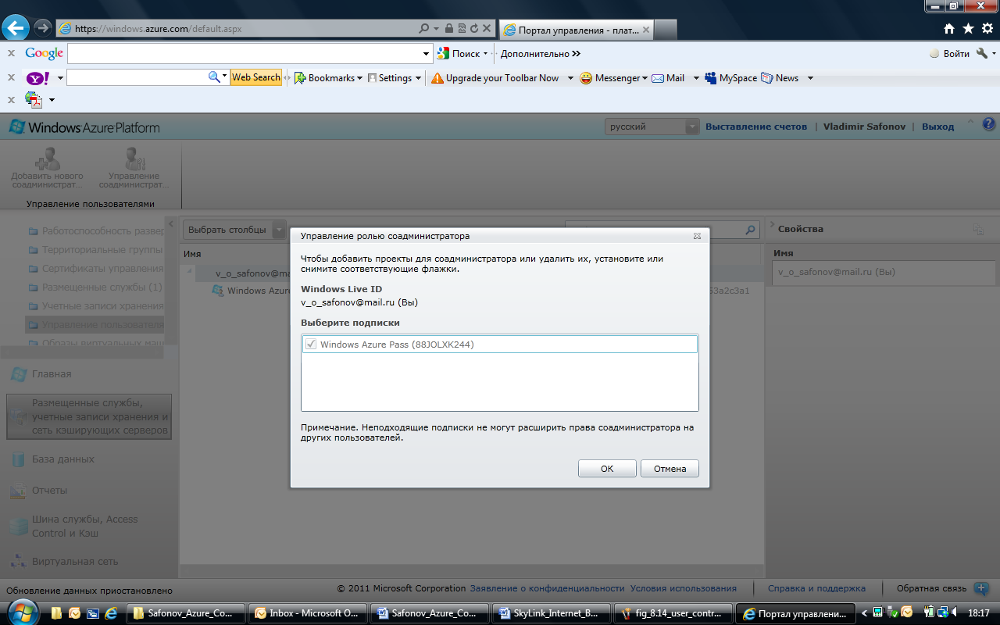 https://windows.azure.com/default.aspx
Портал управления - плат...
Google
Поиск
Дополнительно
Войти
Y!
Web Search
Bookmarks
Settings
Upgrade your Toolbar Now
Messenger
Mail
MySpace
News
Windows Azure Platform
русский
Выставление счетов | Vladimir Safonov | Выход
Добавить нового соадминистрат...
Управление соадминистрат...
Управление пользователями
Работоспособность развер
Территориальные группы
Сертификаты управления
Размещенные службы (1)
Учетные записи хранения
Управление пользователя
Образы виртуальных маш
Главная
Размещенные службы,
учетные записи хранения и
сеть кэширующих серверов
База данных
Отчеты
Шина службы, Access
Control и Кэш
Виртуальная сеть
Выбрать столбцы
Имя
v_o_safonov@ma
Windows Azure
53a2c3a1
Управление ролью соадминистратора
Чтобы добавить проекты для соадминистратора или удалить их, установите или
снимите соответствующие флажки.
Windows Live ID
v_o_safonov@mail.ru (Вы)
Выберите подписки
Windows Azure Pass (88JOLXK244)
Примечание. Неподходящие подписки не могут расширить права соадминистратора на
других пользователей.
OK
Отмена
Свойства
Имя
v_o_safonov@mail.ru (Вы)
Обновление данных приостановлено
© 2011 Microsoft Corporation Заявление о конфиденциальности Условия использования
Справка и поддержка
Обратная связь
Safonov_Azure_Co...
Inbox - Microsoft O...
Safonov_Azure_Co...
SkyLink_Internet_B...
fig_8.14_user_contr...
Портал управлени...
18:17